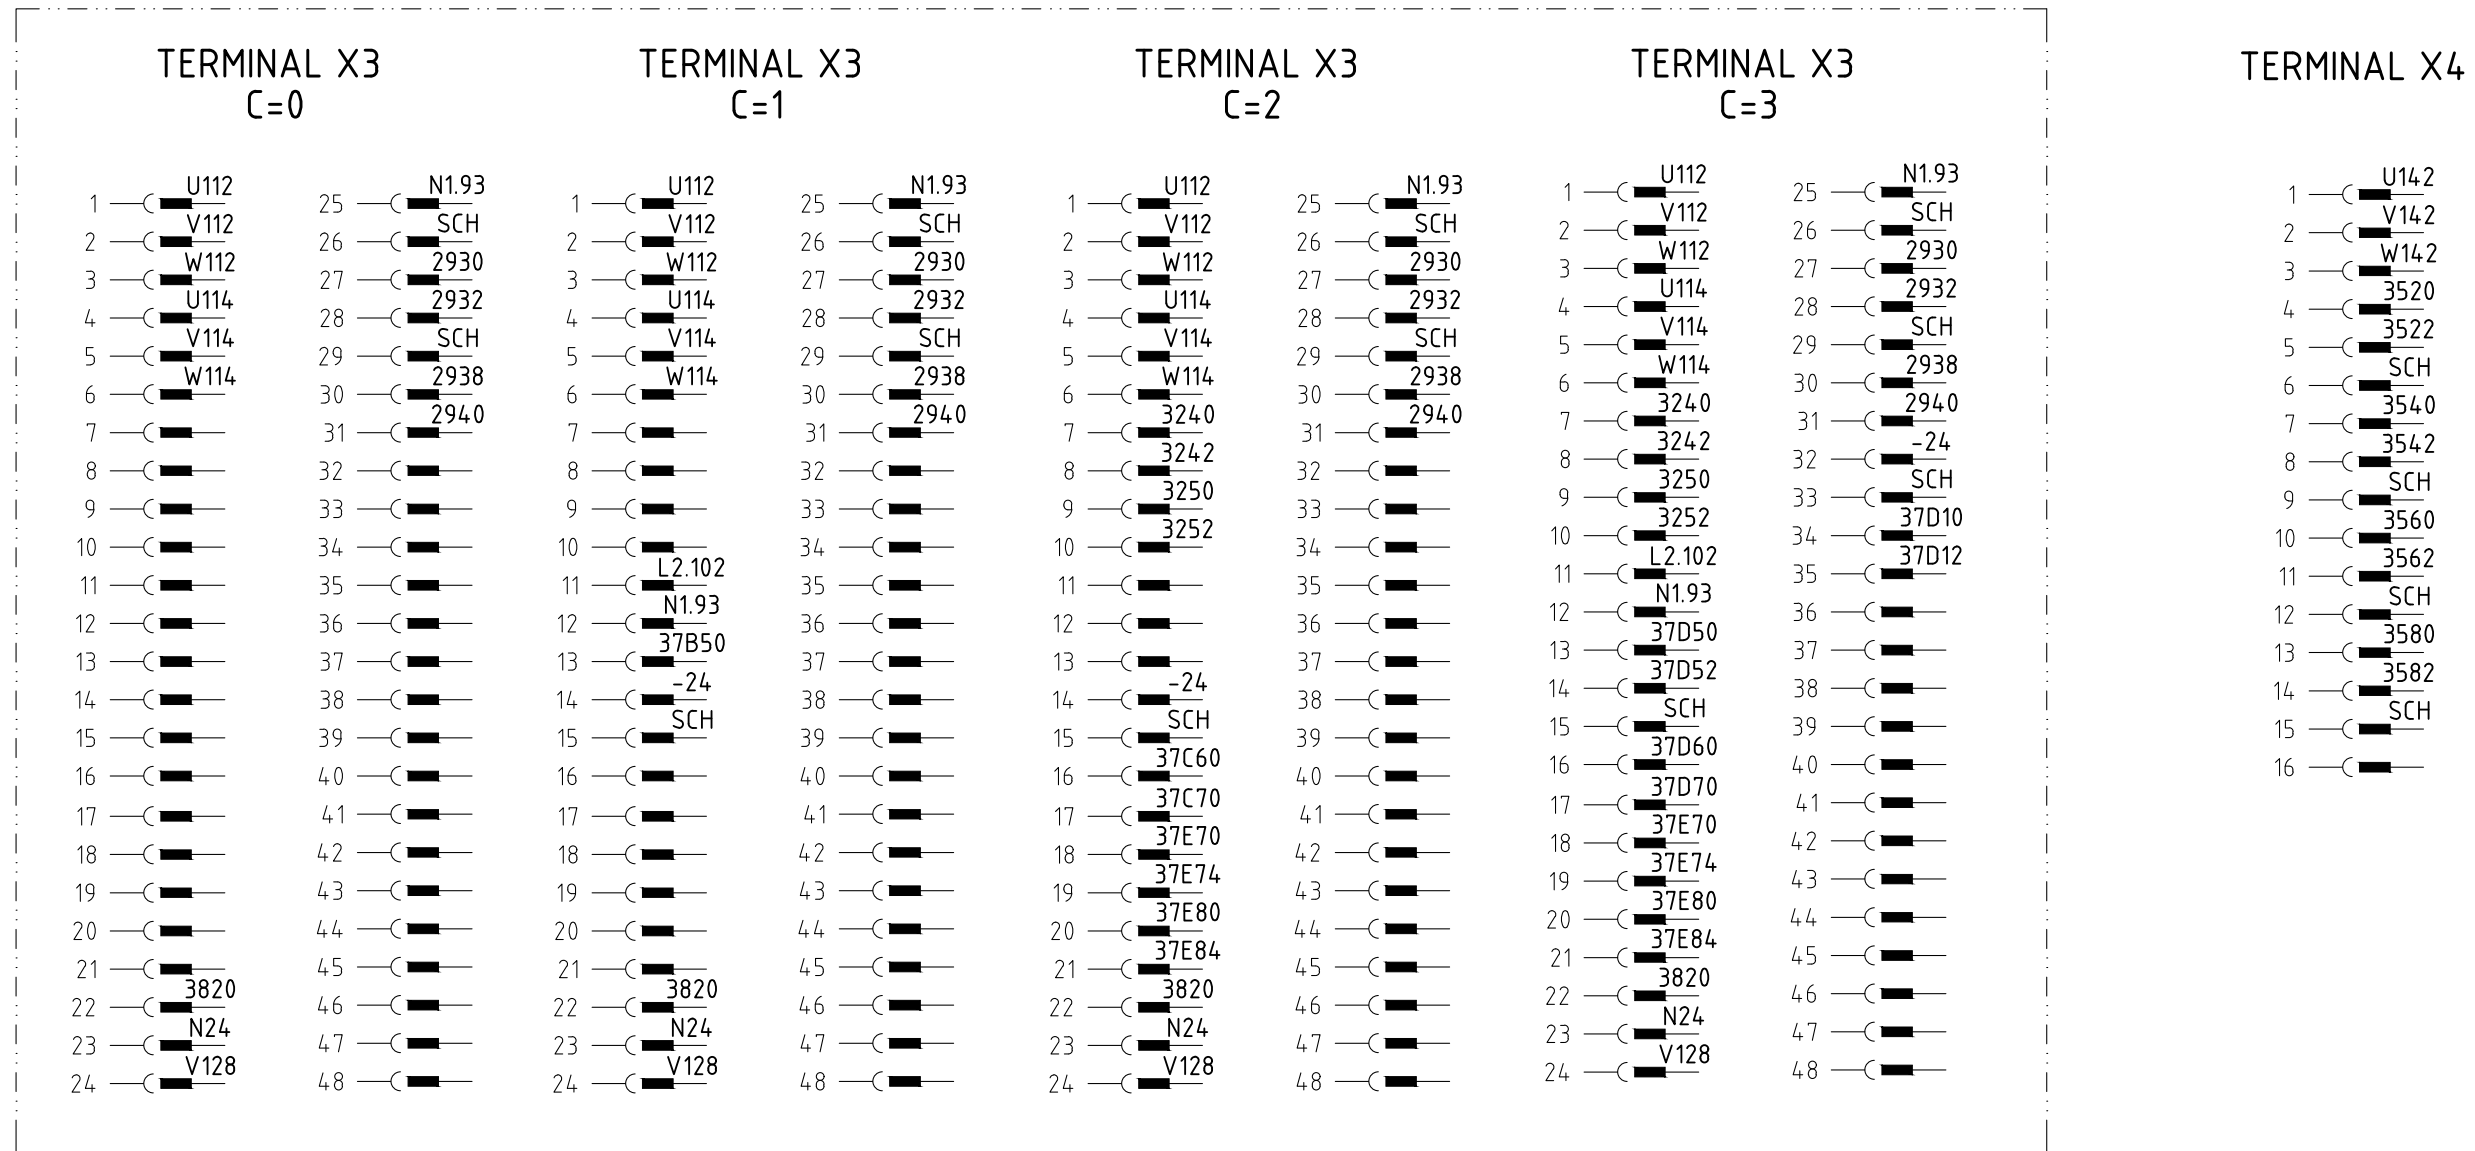 TERMINAL X3
C=0
1 U112
2 V112
3 W112
4 U114
5 V114
6 W114
7
8
9
10
11
12
13
14
15
16
17
18
19
20
21
22 3820
23 N24
24 V128
25 N1.93
26 SCH
27 2930
28 2932
29 SCH
30 2938
31 2940
32
33
34
35
36
37
38
39
40
41
42
43
44
45
46
47
48
TERMINAL X3
C=1
1 U112
2 V112
3 W112
4 U114
5 V114
6 W114
7
8
9
10
11 L2.102
12 N1.93
13 37B50
14 -24
15 SCH
16
17
18
19
20
21
22 3820
23 N24
24 V128
25 N1.93
26 SCH
27 2930
28 2932
29 SCH
30 2938
31 2940
32
33
34
35
36
37
38
39
40
41
42
43
44
45
46
47
48
TERMINAL X3
C=2
1 U112
2 V112
3 W112
4 U114
5 V114
6 W114
7 3240
8 3242
9 3250
10 3252
11
12
13
14 -24
15 SCH
16 37C60
17 37C70
18 37E70
19 37E74
20 37E80
21 37E84
22 3820
23 N24
24 V128
25 N1.93
26 SCH
27 2930
28 2932
29 SCH
30 2938
31 2940
32
33
34
35
36
37
38
39
40
41
42
43
44
45
46
47
48
TERMINAL X3
C=3
1 U112
2 V112
3 W112
4 U114
5 V114
6 W114
7 3240
8 3242
9 3250
10 3252
11 L2.102
12 N1.93
13 37D50
14 37D52
15 SCH
16 37D60
17 37D70
18 37E70
19 37E74
20 37E80
21 37E84
22 3820
23 N24
24 V128
25 N1.93
26 SCH
27 2930
28 2932
29 SCH
30 2938
31 2940
32 -24
33 SCH
34 37D10
35 37D12
36
37
38
39
40
41
42
43
44
45
46
47
48
TERMINAL X4
1 U142
2 V142
3 W142
4 3520
5 3522
6 SCH
7 3540
8 3542
9 SCH
10 3560
11 3562
12 SCH
13 3580
14 3582
15 SCH
16